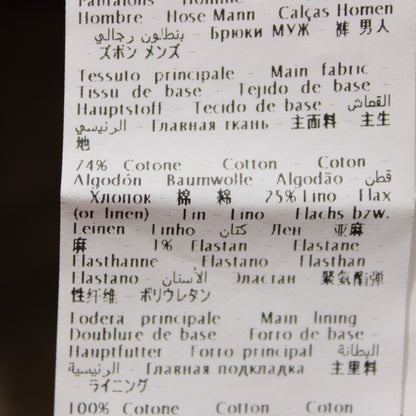 Pantalons Homme
Hombre - Hose Mann - Calças Homen
- بنطلون رجالي - Брюки МУЖ - 裤 男人
- ズボン メンズ -
Tessuto principale - Main fabric -
Tissu de base - Tejido de base -
Hauptstoff - Tecido de base - القماش
الرئيسي - Главная ткань - 主面料 - 主生
地
74% Cotone - Cotton - Coton -
Algodón - Baumwolle - Algodão - قطن
- Хлопок 棉 綿 25% Lino - Flax
(or linen) - Lin - Lino - Flachs bzw.
Leinen - Linho - كتان - Лен - 亚麻
麻 1% Elastan - Elastane -
Elasthanne - Elastano - Elasthan -
Elastano - الأستان - Эластан - 聚氨酯弹
性纤维 - ポリウレタン
Fodera principale - Main lining -
Doublure de base - Forro de base -
Hauptfutter - Forro principal - البطانة
الرئيسية - Главная подкладка - 主里料
- ライニング -
100% Cotone - Cotton - Coton